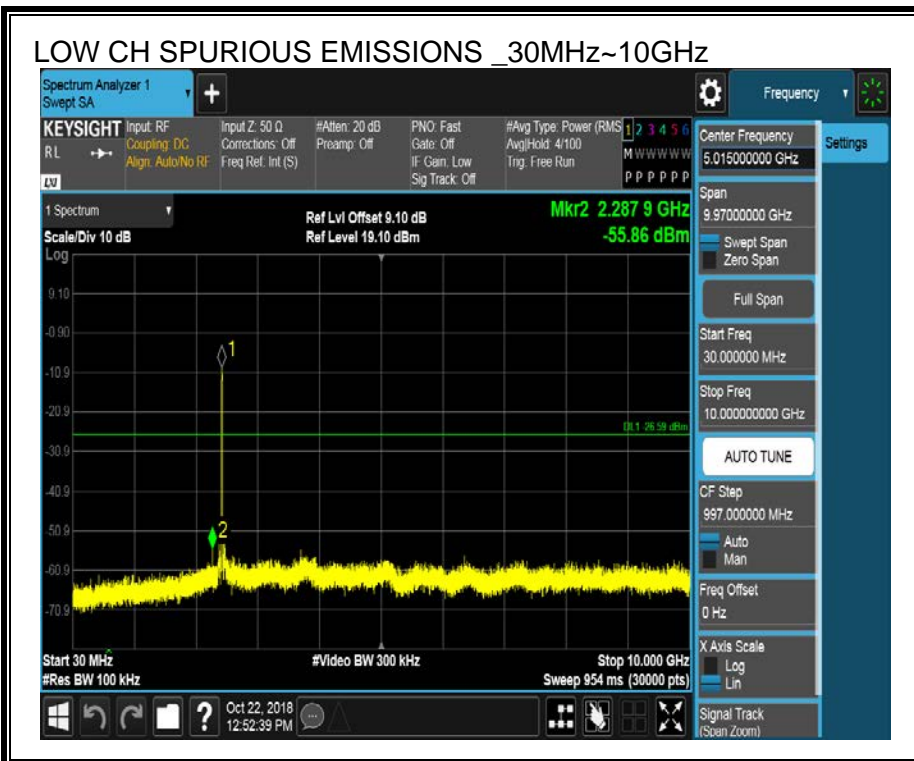 LOW CH SPURIOUS EMISSIONS _30MHz~10GHz
Spectrum Analyzer 1
Swept SA
+
Frequency
KEYSIGHT
RL
LXI
Input: RF
Coupling: DC
Align: Auto/No RF
Input Z: 50 Ω
Corrections: Off
Freq Ref: Int (S)
#Atten: 20 dB
Preamp: Off
PNO: Fast
Gate: Off
IF Gain: Low
Sig Track: Off
#Avg Type: Power (RMS
Avg|Hold: 4/100
Trig: Free Run
1 2 3 4 5 6
M W W W W W
P P P P P P
1 Spectrum
Scale/Div 10 dB
Log
Ref Lvl Offset 9.10 dB
Ref Level 19.10 dBm
Mkr2 2.287 9 GHz
-55.86 dBm
9.10
-0.90
-10.9
-20.9
-30.9
-40.9
-50.9
-60.9
-70.9
1
2
DL1 -26.59 dBm
Start 30 MHz
#Res BW 100 kHz
#Video BW 300 kHz
Stop 10.000 GHz
Sweep 954 ms (30000 pts)
?
Oct 22, 2018
12:52:39 PM
Center Frequency
5.015000000 GHz
Settings
Span
9.97000000 GHz
Swept Span
Zero Span
Full Span
Start Freq
30.000000 MHz
Stop Freq
10.000000000 GHz
AUTO TUNE
CF Step
997.000000 MHz
Auto
Man
Freq Offset
0 Hz
X Axis Scale
Log
Lin
Signal Track
(Span Zoom)